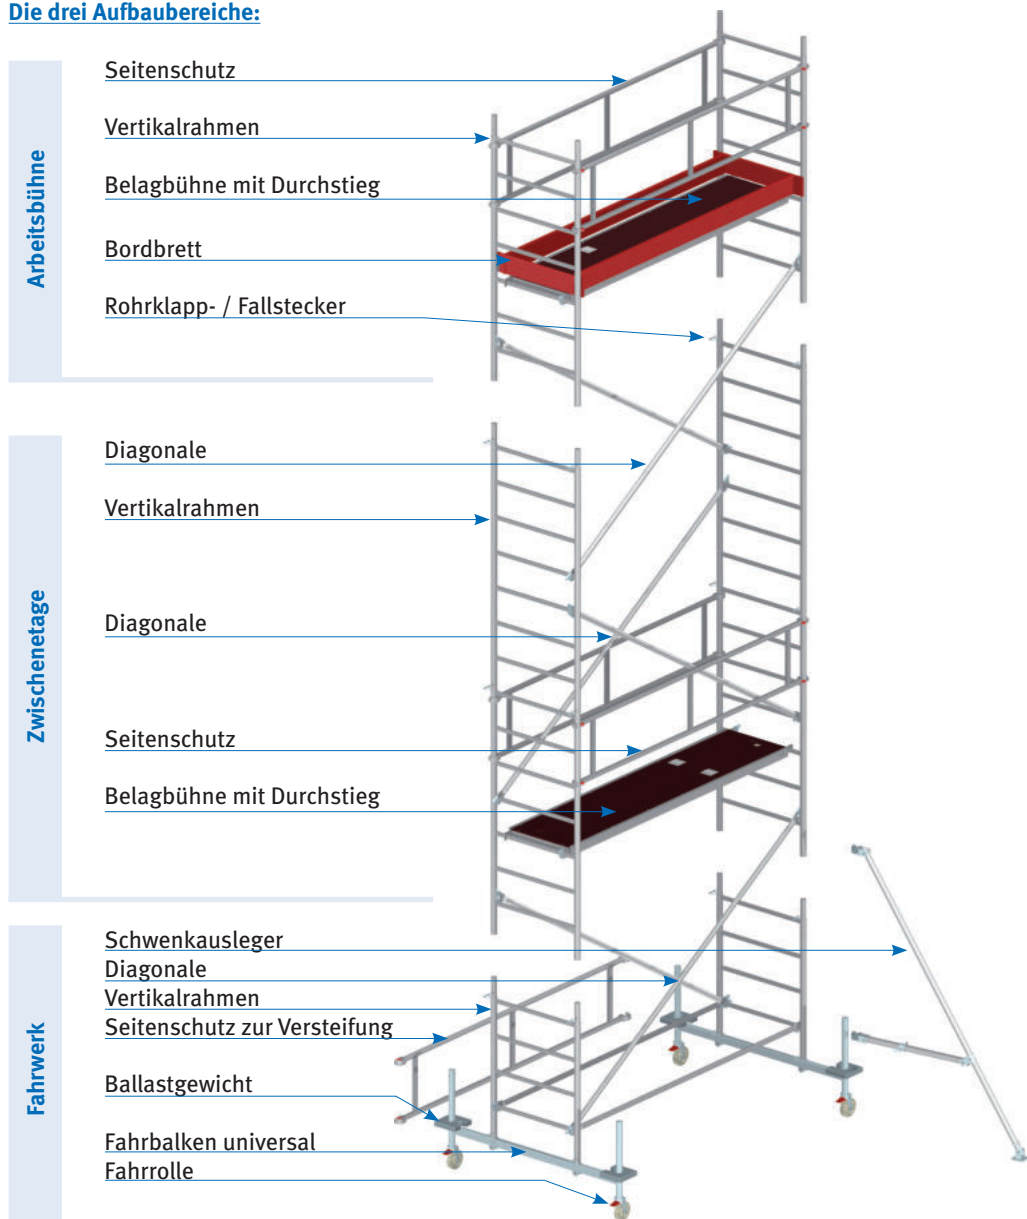 Die drei Aufbaubereiche:
Arbeitsbühne
Seitenschutz
Vertikalrahmen
Belagbühne mit Durchstieg
Bordbrett
Rohrklapp- / Fallstecker
Zwischenetage
Diagonale
Vertikalrahmen
Diagonale
Seitenschutz
Belagbühne mit Durchstieg
Fahrwerk
Schwenkausleger
Diagonale
Vertikalrahmen
Seitenschutz zur Versteifung
Ballastgewicht
Fahrbalken universal
Fahrrolle